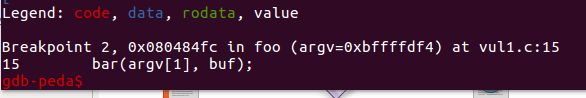 Legend: code, data, rodata, value

Breakpoint 2, 0x080484fc in foo (argv=0xbffffdf4) at vul1.c:15
15        bar(argv[1], buf);
gdb-peda$